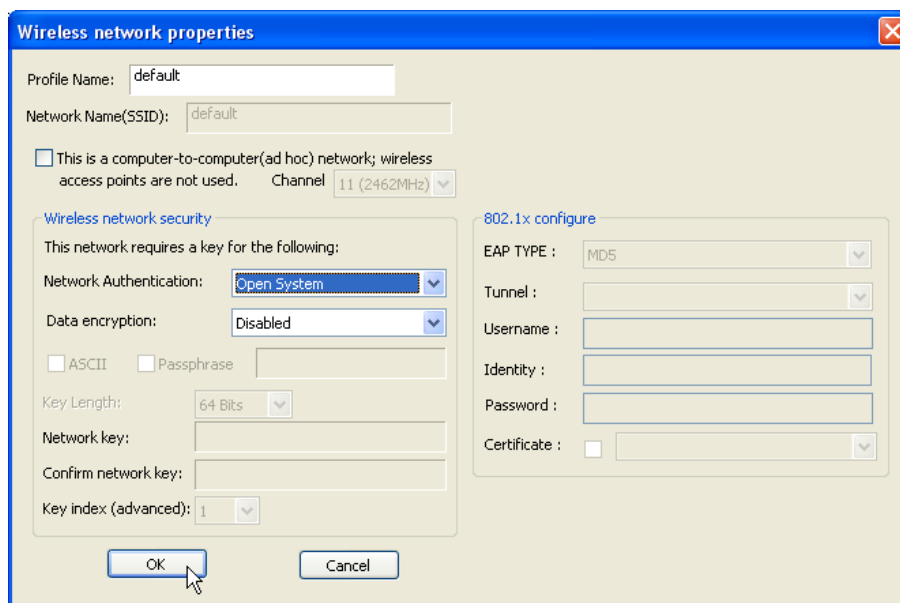 Wireless network properties
Profile Name: default
Network Name(SSID): default
This is a computer-to-computer(ad hoc) network; wireless
access points are not used. Channel 11 (2462MHz)
Wireless network security
This network requires a key for the following:
Network Authentication: Open System
Data encryption: Disabled
ASCII Passphrase
Key Length: 64 Bits
Network key:
Confirm network key:
Key index (advanced): 1
802.1x configure
EAP TYPE : MD5
Tunnel :
Username :
Identity :
Password :
Certificate :
OK Cancel